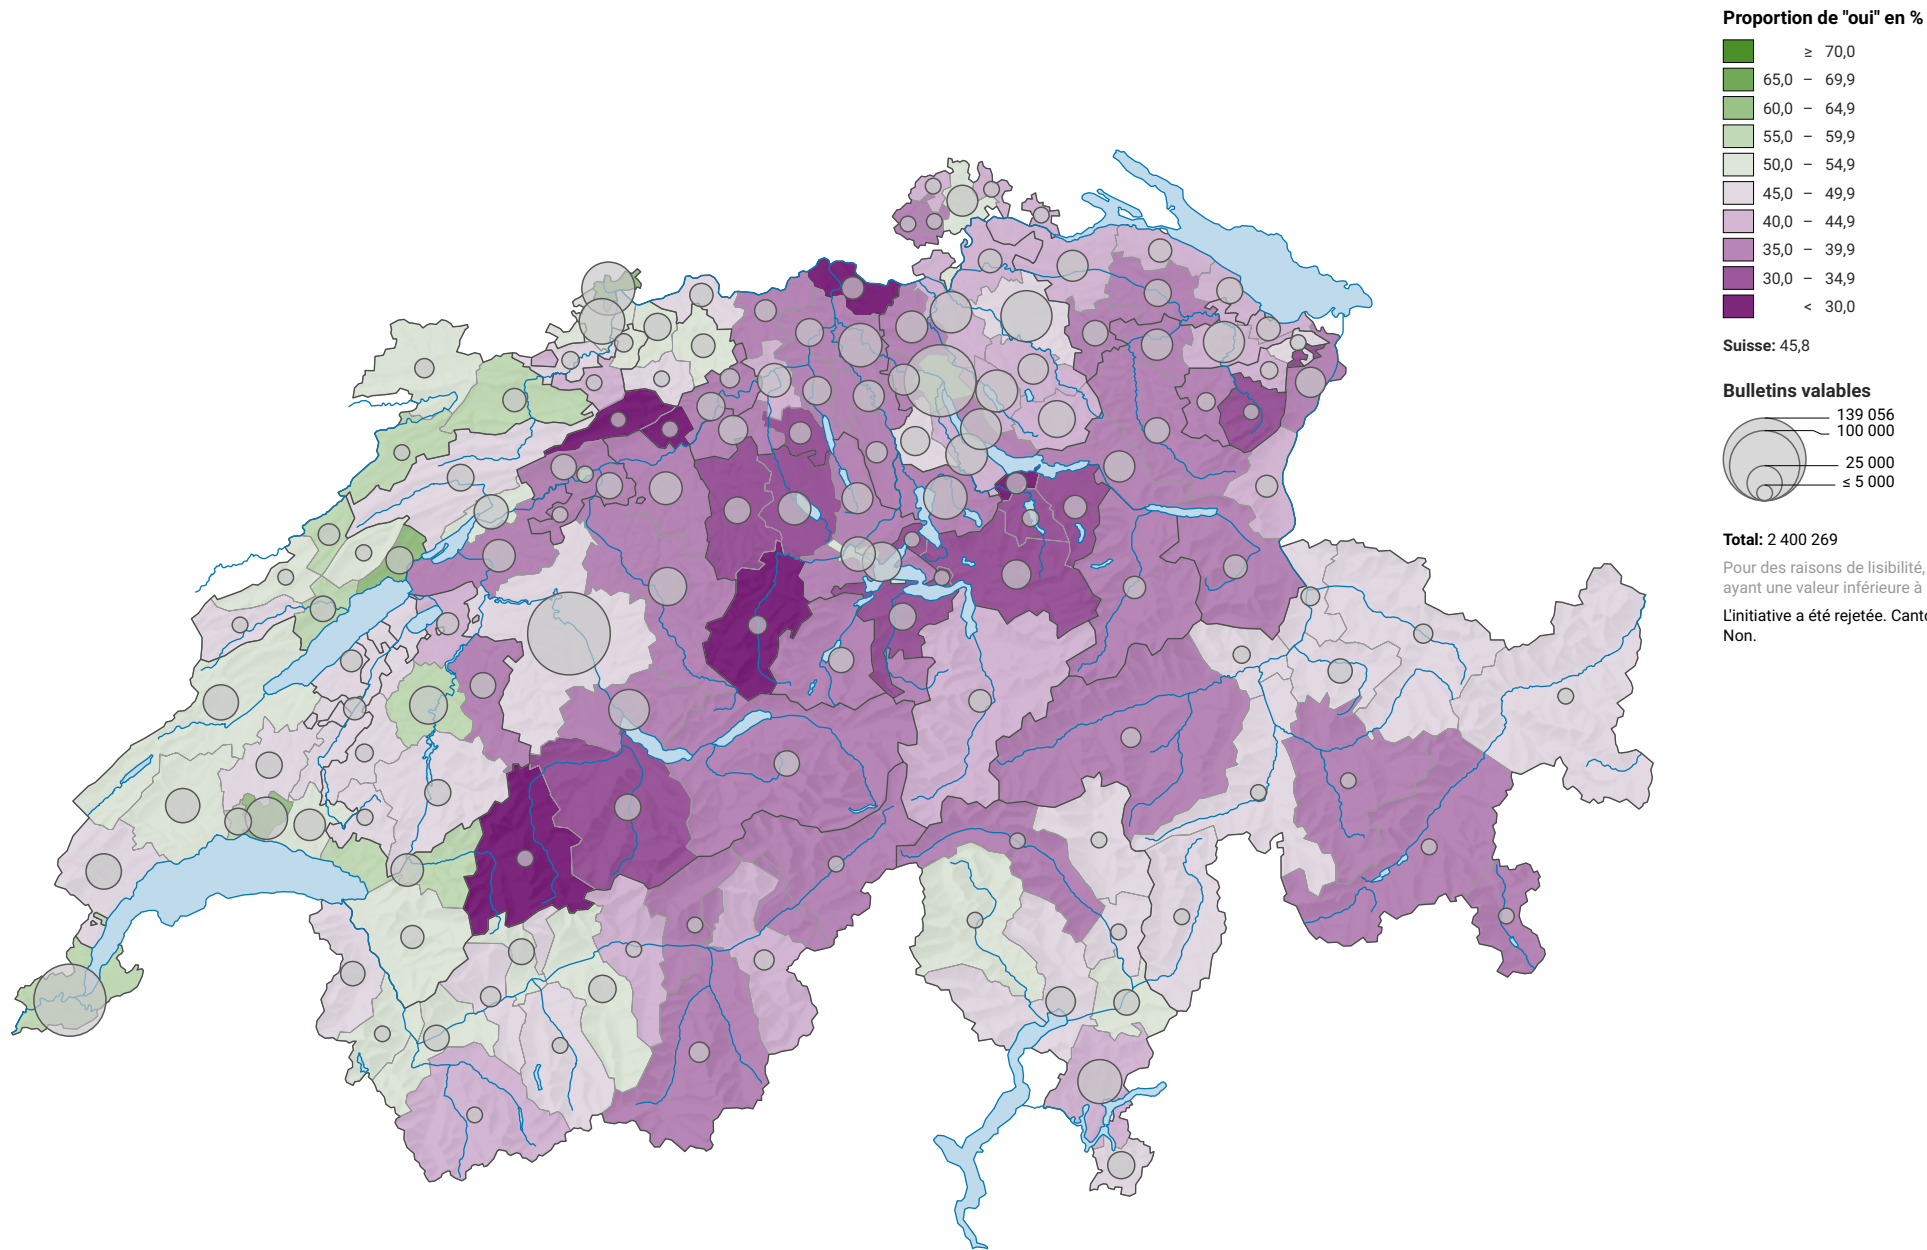 Proportion de "oui" en %
≥ 70,0
65,0 – 69,9
60,0 – 64,9
55,0 – 59,9
50,0 – 54,9
45,0 – 49,9
40,0 – 44,9
35,0 – 39,9
30,0 – 34,9
< 30,0
Suisse: 45,8
Bulletins valables
139 056
100 000
25 000
≤ 5 000
Total: 2 400 269
Pour des raisons de lisibilité,
ayant une valeur inférieure à
L'initiative a été rejetée. Canto
Non.